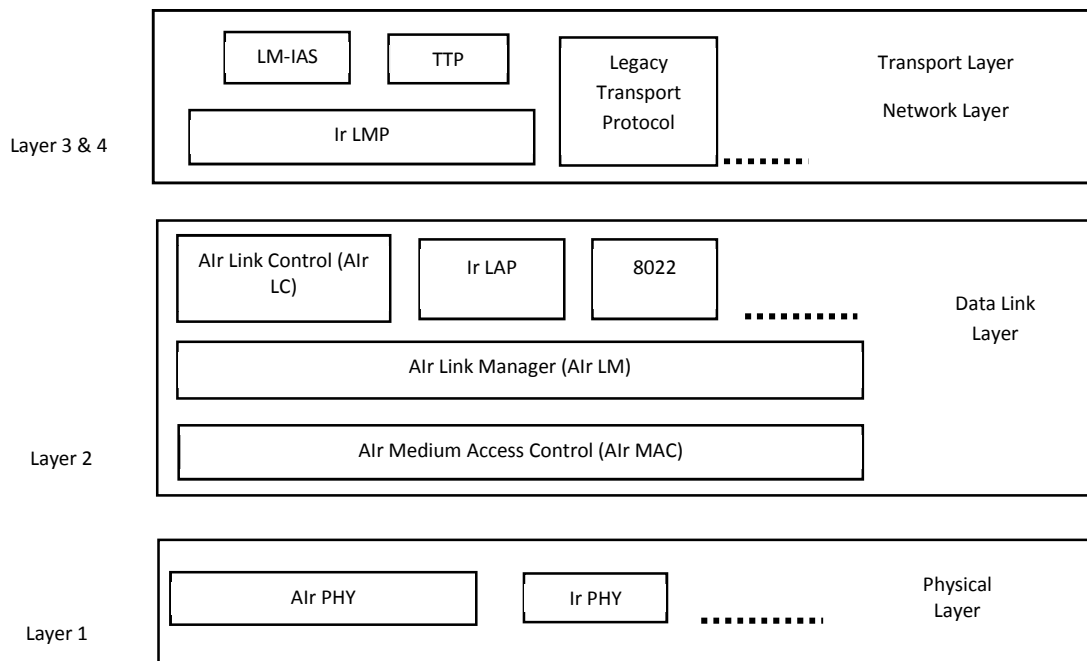 LM-IAS
TTP
Legacy
Transport
Protocol
Transport Layer
Network Layer
Ir LMP
Layer 3 & 4
AIr Link Control (AIr
LC)
Ir LAP
8022
Data Link
Layer
AIr Link Manager (AIr LM)
AIr Medium Access Control (AIr MAC)
Layer 2
AIr PHY
Ir PHY
Physical
Layer
Layer 1